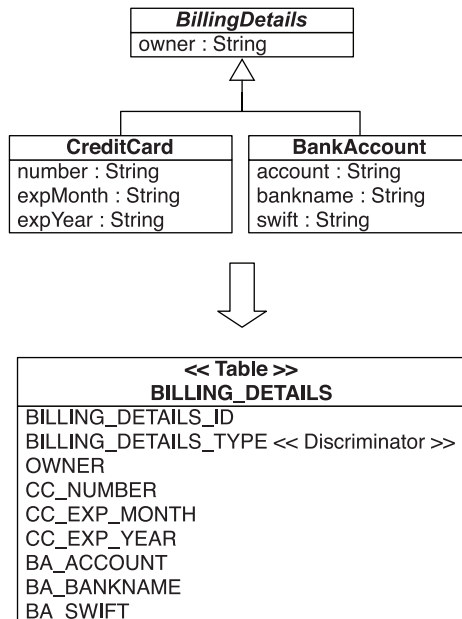 BillingDetails
owner : String
CreditCard
number : String
expMonth : String
expYear : String
BankAccount
account : String
bankname : String
swift : String
<< Table >>
BILLING_DETAILS
BILLING_DETAILS_ID
BILLING_DETAILS_TYPE << Discriminator >>
OWNER
CC_NUMBER
CC_EXP_MONTH
CC_EXP_YEAR
BA_ACCOUNT
BA_BANKNAME
BA_SWIFT